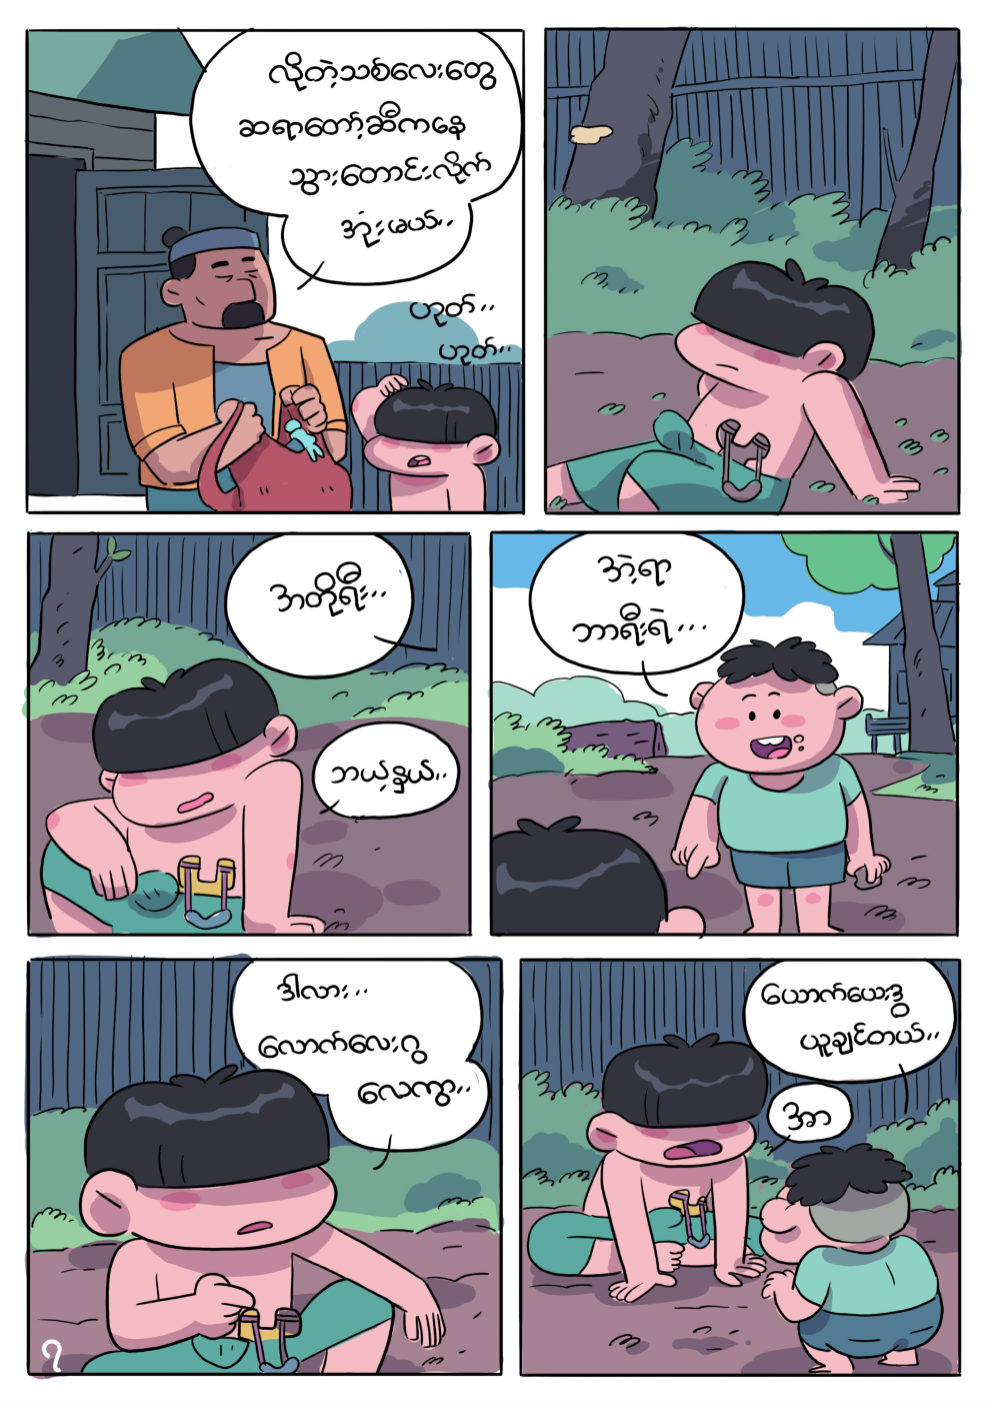 လိုတဲ့သစ်လေးတွေ
ဆရာတော့်ဆီကနေ
သွားတောင်းလိုက်
အုံးမယ်..
ဟုတ်..
ဟုတ်..
အတိုရီး...
ဘယ့်နှယ်..
အဲ့ရာ
ဘာရီးရဲ...
ဒါလား..
လောက်လေးဂွ
လေကွာ..
ယောက်ယေးဒွ
ယူချင်တယ်..
အာ
၇